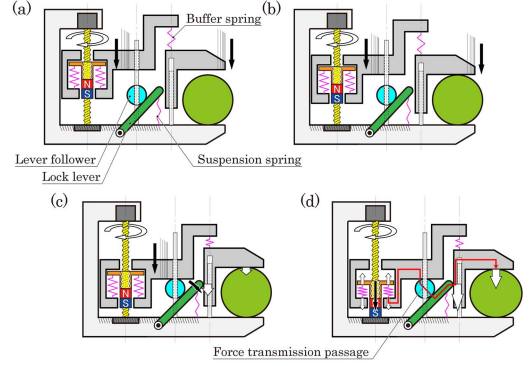 (a)
Buffer spring
(b)
N
S
N
S
Lever follower
Suspension spring
Lock lever
(c)
(d)
N
S
S
Force transmission passage